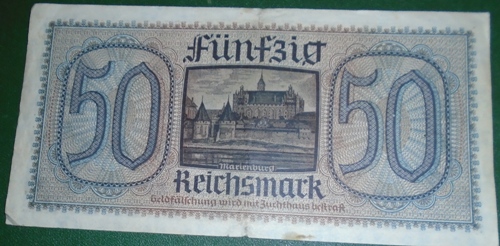 Fünfzig
50
50
Marienburg
Reichsmark
Geldfälschung wird mit Zuchthaus bestraft